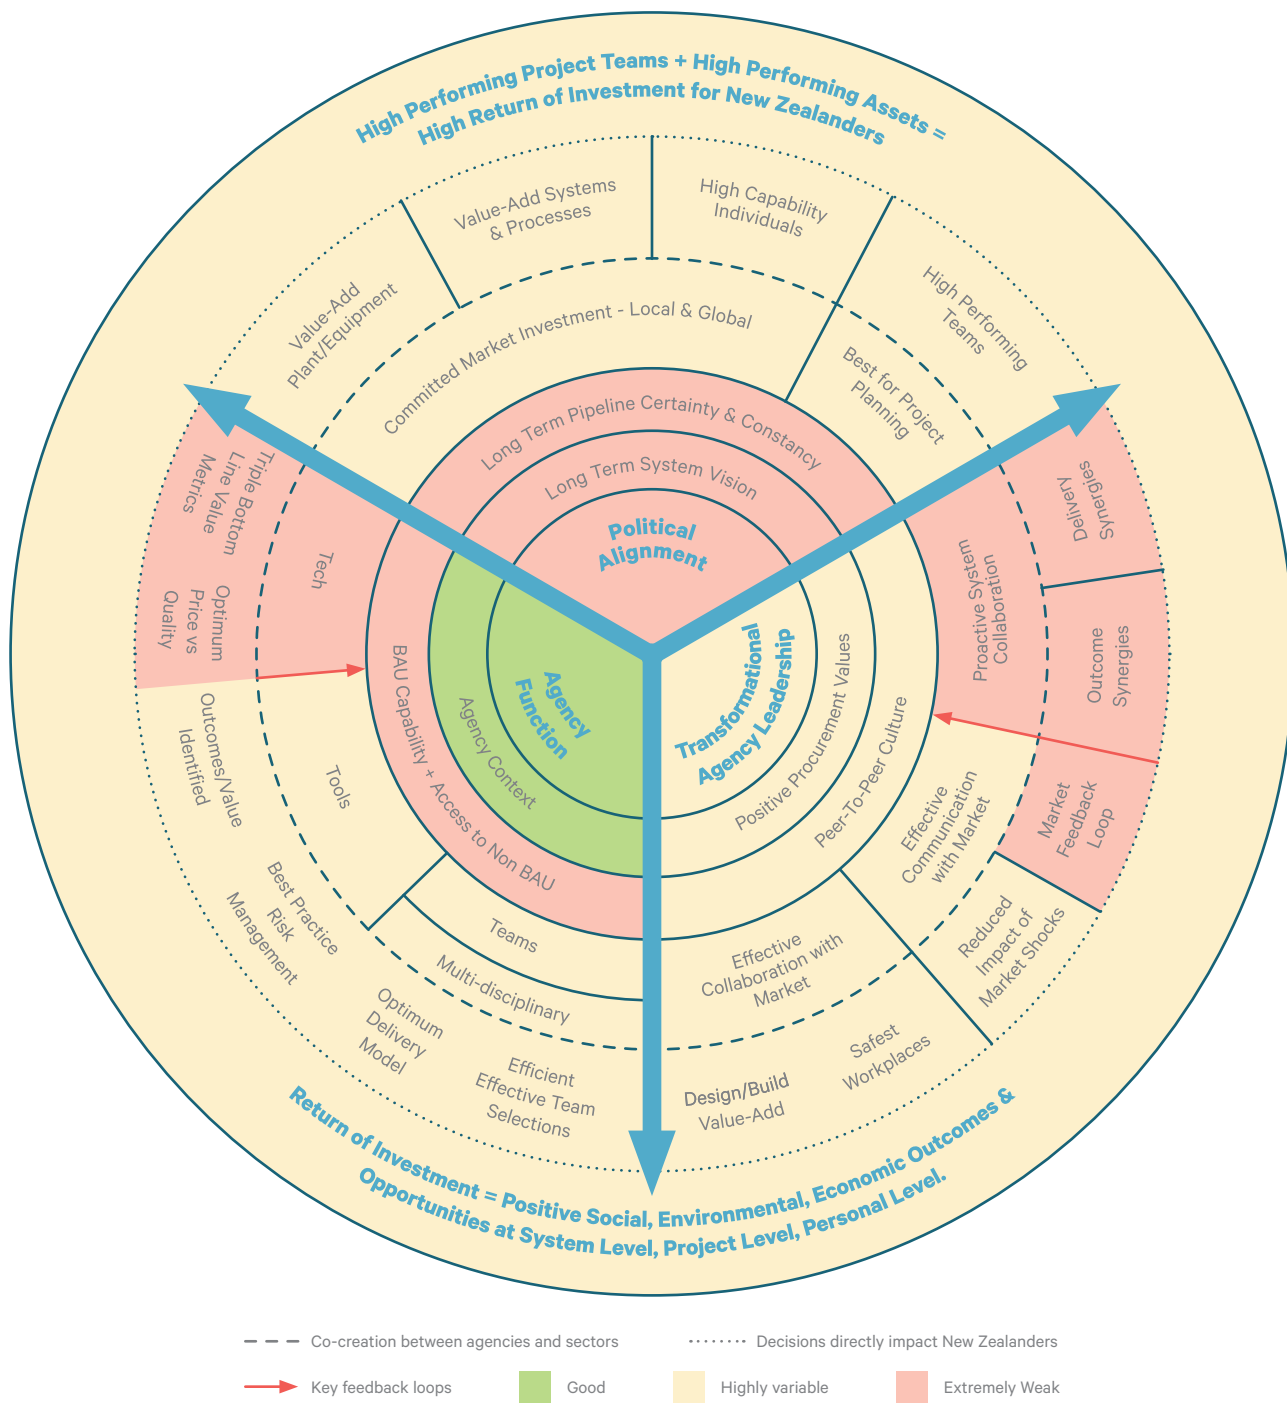 High Performing Project Teams + High Performing Assets =
High Return of Investment for New Zealanders
Value-Add Systems
& Processes
High Capability
Individuals
Value-Add
Plant/Equipment
High Performing
Teams
Committed Market Investment - Local & Global
Best for Project
Planning
Long Term Pipeline Certainty & Constancy
Long Term System Vision
Political
Alignment
Triple Bottom
Line Value
Metrics
Tech
Optimum
Price vs
Quality
Delivery
Synergies
Proactive System
Collaboration
Outcome
Synergies
Transformational
Agency Leadership
Positive Procurement Values
Peer-To-Peer Culture
Agency
Function
Agency Context
BAU Capability + Access to Non BAU
Outcomes/Value
Identified
Tools
Market
Feedback
Loop
Effective
Communication
with Market
Best Practice
Risk
Management
Reduced
Impact of
Market Shocks
Teams
Multi-disciplinary
Effective
Collaboration with
Market
Optimum
Delivery
Model
Efficient
Effective Team
Selections
Design/Build
Value-Add
Safest
Workplaces
Return of Investment = Positive Social, Environmental, Economic Outcomes &
Opportunities at System Level, Project Level, Personal Level.
Co-creation between agencies and sectors
Decisions directly impact New Zealanders
Key feedback loops
Good
Highly variable
Extremely Weak